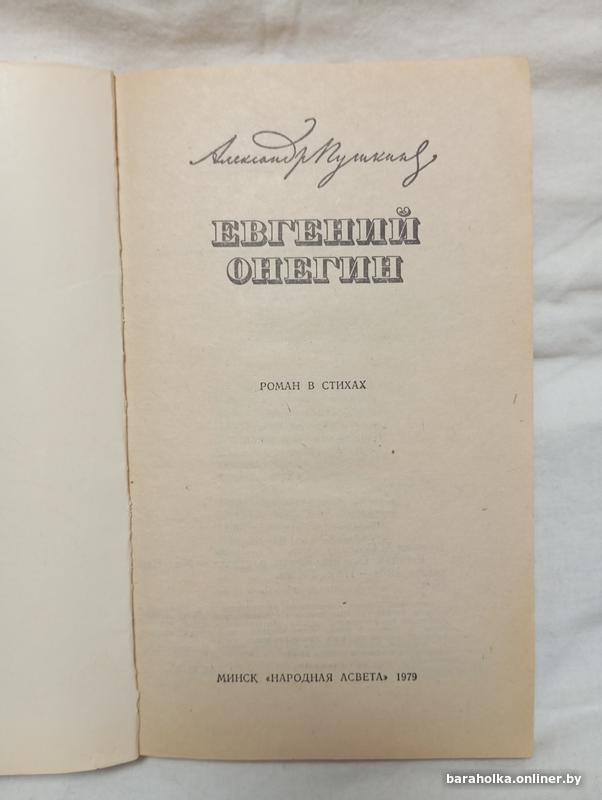 Александр Пушкин
ЕВГЕНИЙ
ОНЕГИН
РОМАН В СТИХАХ
МИНСК «НАРОДНАЯ АСВЕТА» 1979
baraholka.onliner.by